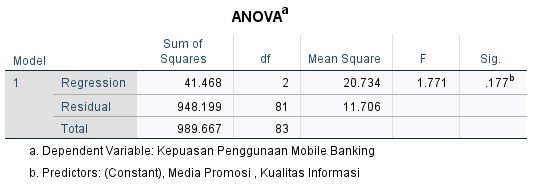 ANOVAa
Model Sum of Squares df Mean Square F Sig.
1 Regression 41.468 2 20.734 1.771 .177b
Residual 948.199 81 11.706
Total 989.667 83
a. Dependent Variable: Kepuasan Penggunaan Mobile Banking
b. Predictors: (Constant), Media Promosi , Kualitas Informasi